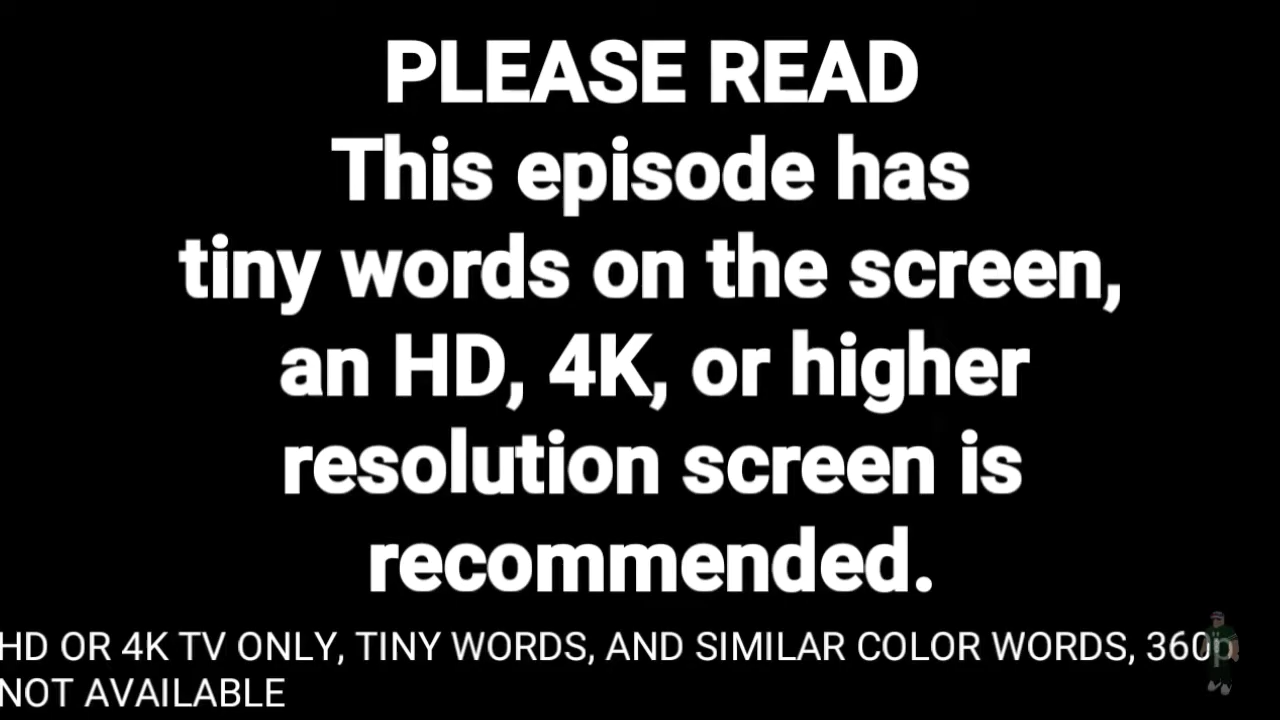 PLEASE READ
This episode has
tiny words on the screen,
an HD, 4K, or higher
resolution screen is
recommended.
HD OR 4K TV ONLY, TINY WORDS, AND SIMILAR COLOR WORDS, 360p
NOT AVAILABLE